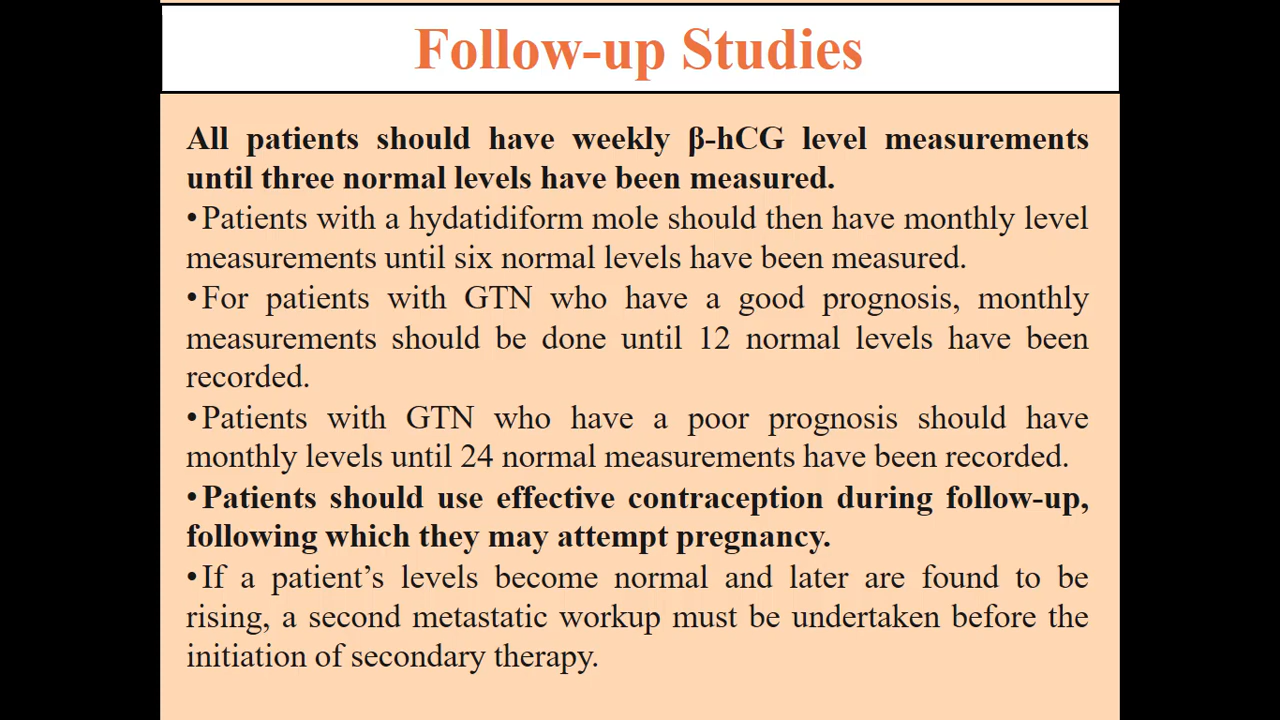 Follow-up Studies
All patients should have weekly β-hCG level measurements
until three normal levels have been measured.
•Patients with a hydatidiform mole should then have monthly level
measurements until six normal levels have been measured.
•For patients with GTN who have a good prognosis, monthly
measurements should be done until 12 normal levels have been
recorded.
•Patients with GTN who have a poor prognosis should have
monthly levels until 24 normal measurements have been recorded.
•Patients should use effective contraception during follow-up,
following which they may attempt pregnancy.
•If a patient’s levels become normal and later are found to be
rising, a second metastatic workup must be undertaken before the
initiation of secondary therapy.